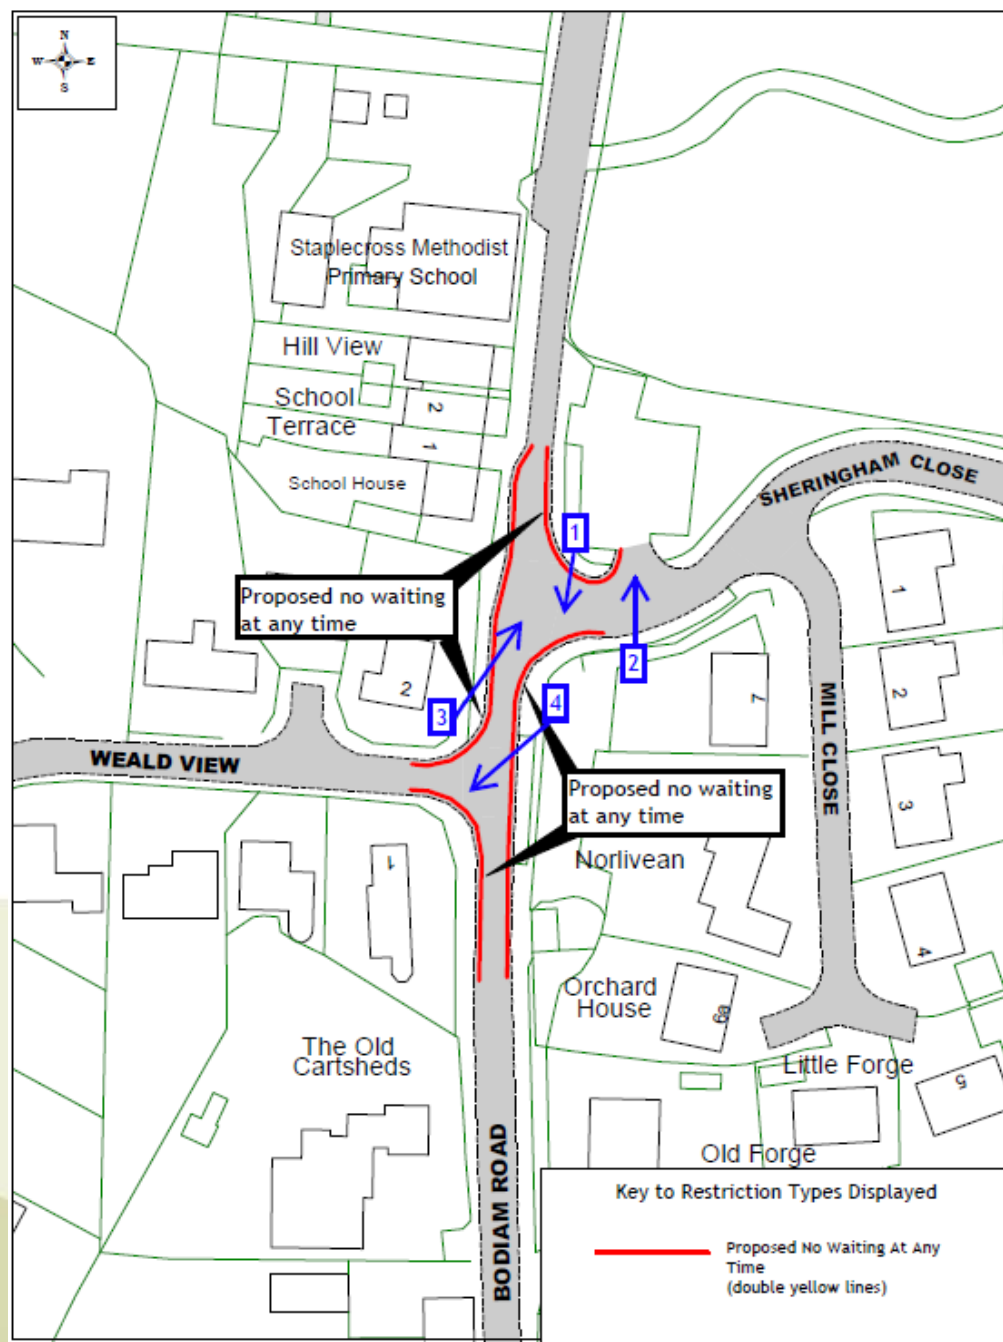 N
W E
S
Staplecross Methodist
Primary School
Hill View
2
School
Terrace
1
School House
SHERINGHAM CLOSE
1
Proposed no waiting
at any time
1
2
2
2
3
4
7
MILL CLOSE
WEALD VIEW
Proposed no waiting
at any time
3
Norlivean
1
4
Orchard
House
6a
The Old
Cartsheds
Little Forge
5
Old Forge
BODIAM ROAD
Key to Restriction Types Displayed
Proposed No Waiting At Any
Time
(double yellow lines)